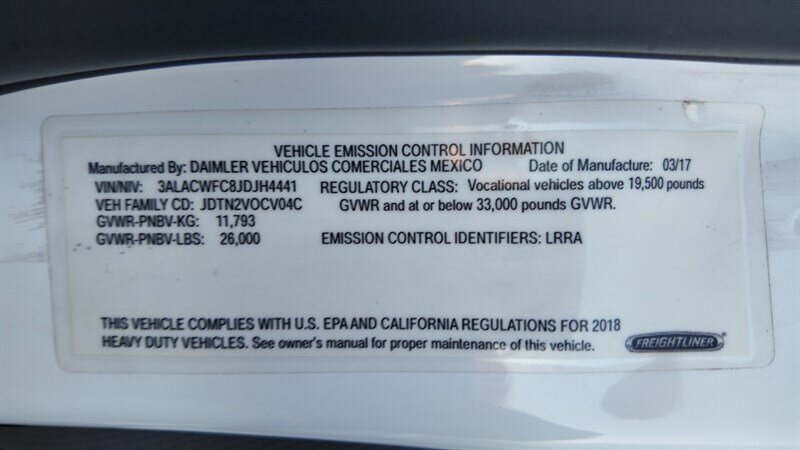 VEHICLE EMISSION CONTROL INFORMATION
Manufactured By: DAIMLER VEHICULOS COMERCIALES MEXICO Date of Manufacture: 03/17
VIN/NIV: 3ALACWFC8JDJH4441 REGULATORY CLASS: Vocational vehicles above 19,500 pounds
VEH FAMILY CD: JDTN2VOCV04C GVWR and at or below 33,000 pounds GVWR.
GVWR-PNBV-KG: 11,793
GVWR-PNBV-LBS: 26,000 EMISSION CONTROL IDENTIFIERS: LRRA
THIS VEHICLE COMPLIES WITH U.S. EPA AND CALIFORNIA REGULATIONS FOR 2018
HEAVY DUTY VEHICLES. See owner's manual for proper maintenance of this vehicle.
FREIGHTLINER